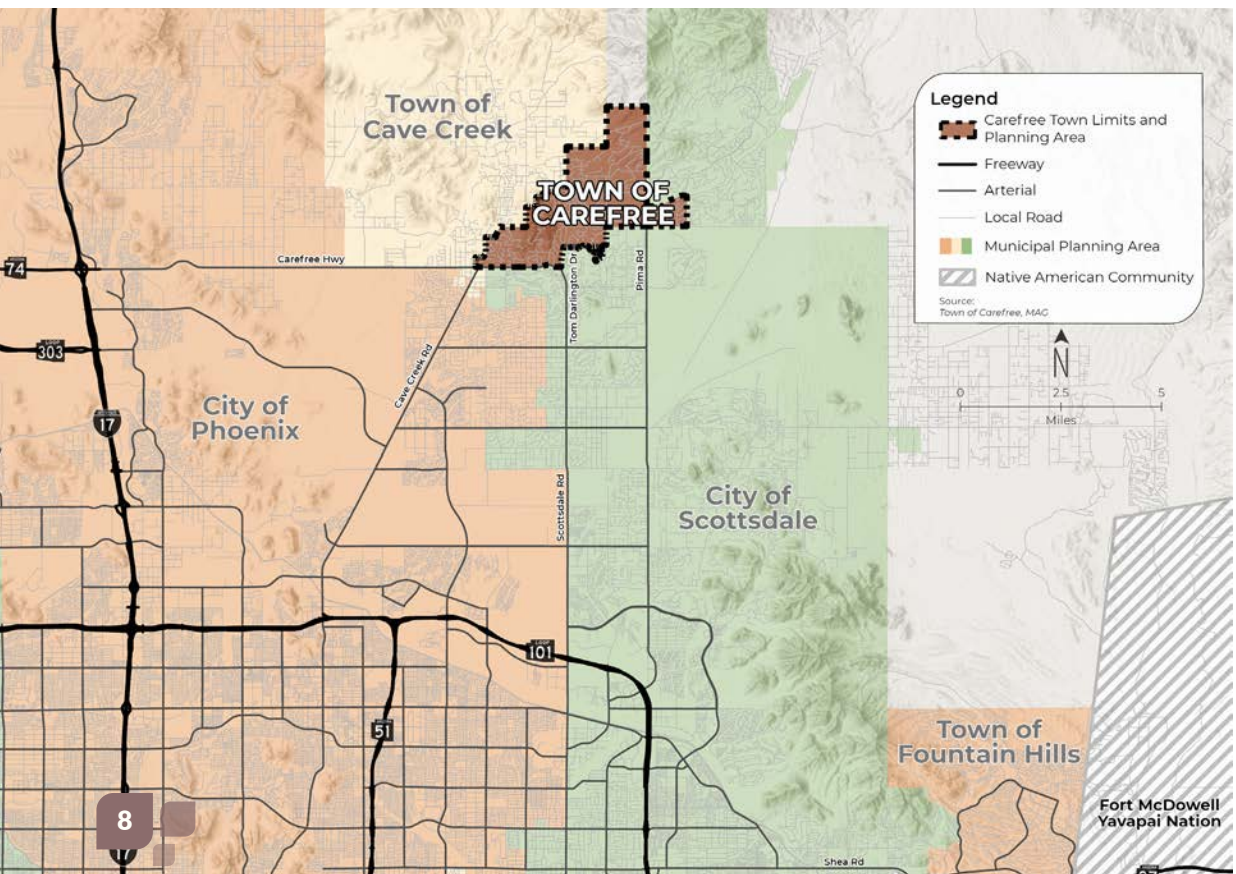 Town of
Cave Creek
TOWN OF
CAREFREE
Legend
Carefree Town Limits and
Planning Area
Freeway
Arterial
Local Road
Municipal Planning Area
Native American Community
Source:
Town of Carefree, MAG
N
0 2.5 5
Miles
74
Carefree Hwy
Tom Darlington Dr
Pima Rd
LOOP
303
Cave Creek Rd
City of
Phoenix
17
Scottsdale Rd
City of
Scottsdale
LOOP
101
51
Town of
Fountain Hills
Fort McDowell
Yavapai Nation
8
Shea Rd